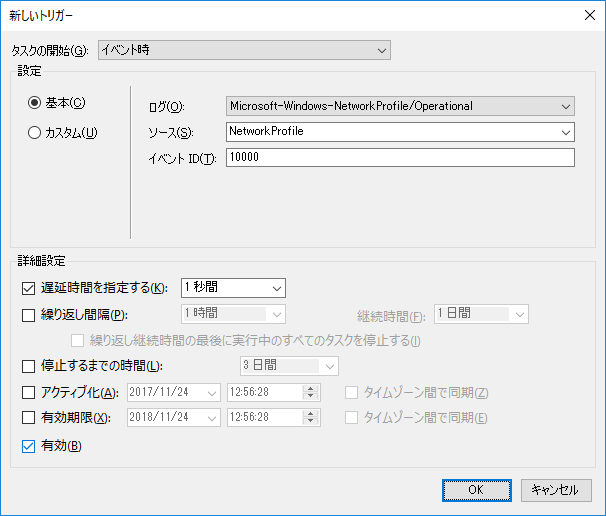 新しいトリガー
タスクの開始(G): イベント時
設定
基本(C)
カスタム(U)
ログ(O): Microsoft-Windows-NetworkProfile/Operational
ソース(S): NetworkProfile
イベント ID(T): 10000
詳細設定
遅延時間を指定する(K): 1 秒間
繰り返し間隔(P): 1 時間 継続時間(F): 1 日間
繰り返し継続時間の最後に実行中のすべてのタスクを停止する(I)
停止するまでの時間(L): 3 日間
アクティブ化(A): 2017/11/24 12:56:28 タイムゾーン間で同期(Z)
有効期限(X): 2018/11/24 12:56:28 タイムゾーン間で同期(E)
有効(B)
OK キャンセル